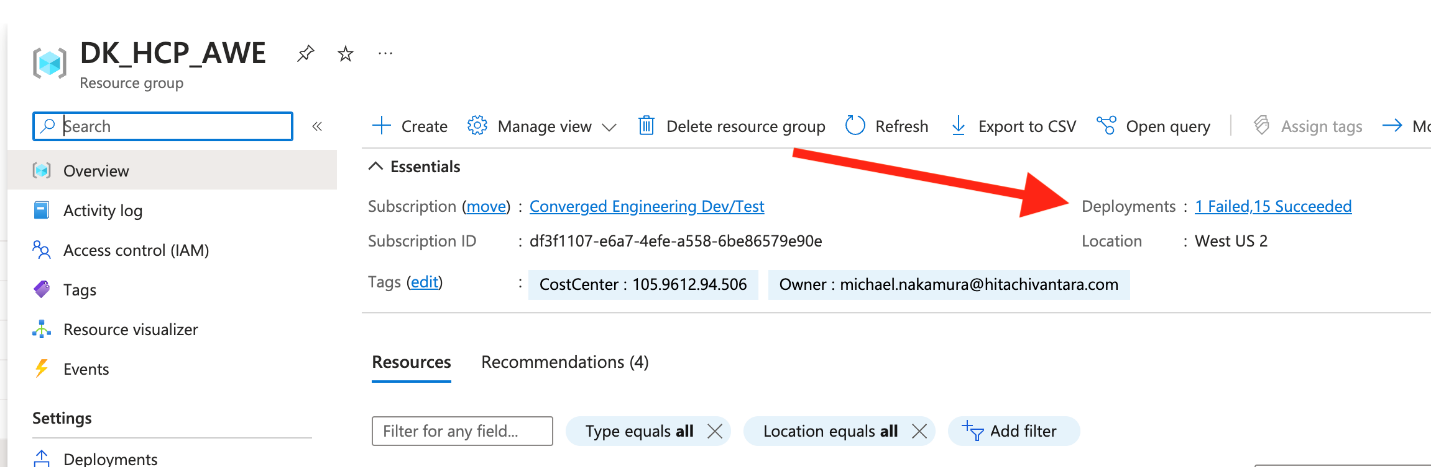 DK_HCP_AWE
Resource group
Search
Overview
Activity log
Access control (IAM)
Tags
Resource visualizer
Events
Settings
Deployments
Create Manage view Delete resource group Refresh Export to CSV Open query Assign tags Mo
Essentials
Subscription (move) : Converged Engineering Dev/Test
Subscription ID : df3f1107-e6a7-4efe-a558-6be86579e90e
Tags (edit) : CostCenter : 105.9612.94.506 Owner : michael.nakamura@hitachivantara.com
Deployments : 1 Failed,15 Succeeded
Location : West US 2
Resources Recommendations (4)
Filter for any field... Type equals all Location equals all Add filter